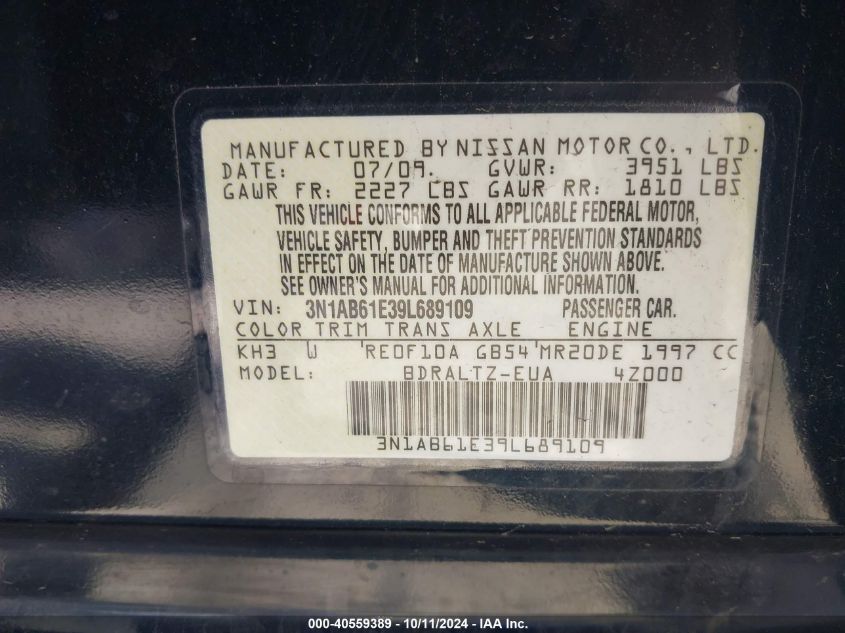 MANUFACTURED BY NISSAN MOTOR CO., LTD.
DATE: 07/09. GVWR: 3951 LBS
GAWR FR: 2227 LBS GAWR RR: 1810 LBS
THIS VEHICLE CONFORMS TO ALL APPLICABLE FEDERAL MOTOR,
VEHICLE SAFETY, BUMPER AND THEFT PREVENTION STANDARDS
IN EFFECT ON THE DATE OF MANUFACTURE SHOWN ABOVE.
SEE OWNER'S MANUAL FOR ADDITIONAL INFORMATION.
VIN: 3N1AB61E39L689109 PASSENGER CAR.
COLOR TRIM TRANS AXLE ENGINE
KH3 W RE0F10A GB54 MR20DE 1997 CC
MODEL: BDRALTZ-EUA 4Z000
3N1AB61E39L689109
000-40559389 - 10/11/2024 - IAA Inc.